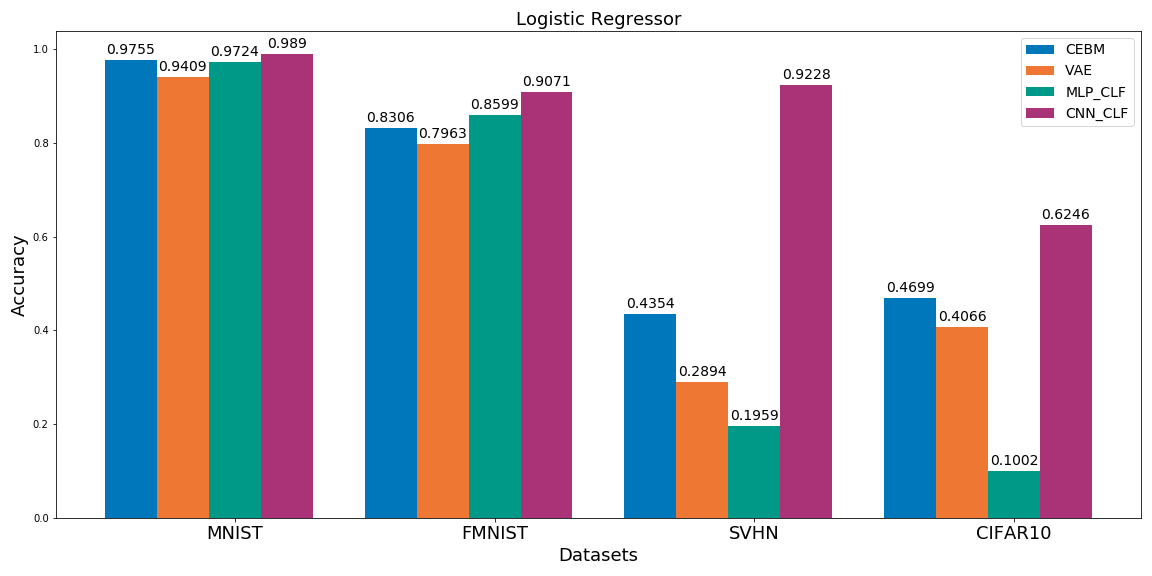 Logistic Regressor
Accuracy
1.0
0.8
0.6
0.4
0.2
0.0
0.9755
0.9409
0.9724
0.989
0.8306
0.7963
0.8599
0.9071
0.4354
0.2894
0.1959
0.9228
0.4699
0.4066
0.1002
0.6246
CEBM
VAE
MLP_CLF
CNN_CLF
MNIST
FMNIST
SVHN
CIFAR10
Datasets